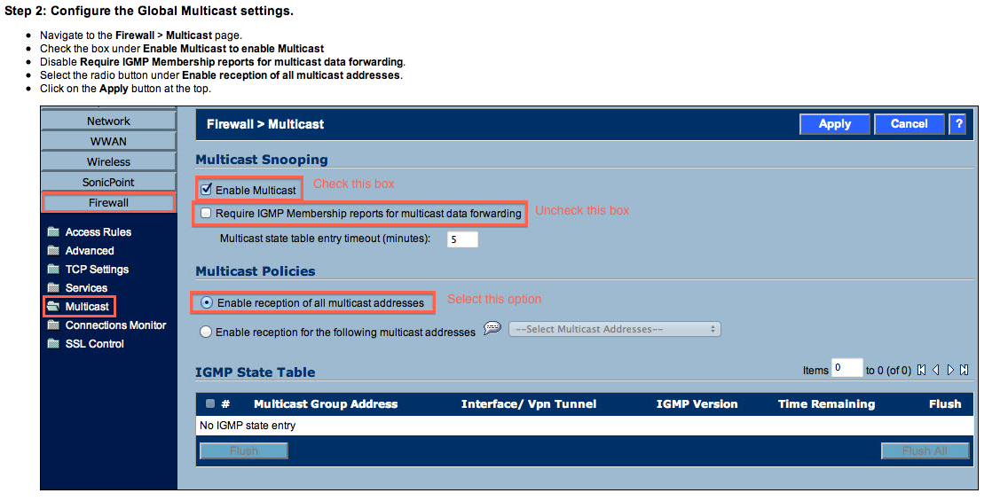 Step 2: Configure the Global Multicast settings.
Navigate to the Firewall > Multicast page.
Check the box under Enable Multicast to enable Multicast
Disable Require IGMP Membership reports for multicast data forwarding.
Select the radio button under Enable reception of all multicast addresses.
Click on the Apply button at the top.
Network
WWAN
Wireless
SonicPoint
Firewall
Access Rules
Advanced
TCP Settings
Services
Multicast
Connections Monitor
SSL Control
Firewall > Multicast
Apply Cancel ?
Multicast Snooping
Enable Multicast Check this box
Require IGMP Membership reports for multicast data forwarding Uncheck this box
Multicast state table entry timeout (minutes): 5
Multicast Policies
Enable reception of all multicast addresses Select this option
Enable reception for the following multicast addresses --Select Multicast Addresses--
IGMP State Table Items 0 to 0 (of 0)
# Multicast Group Address Interface/ Vpn Tunnel IGMP Version Time Remaining Flush
No IGMP state entry
Flush Flush All